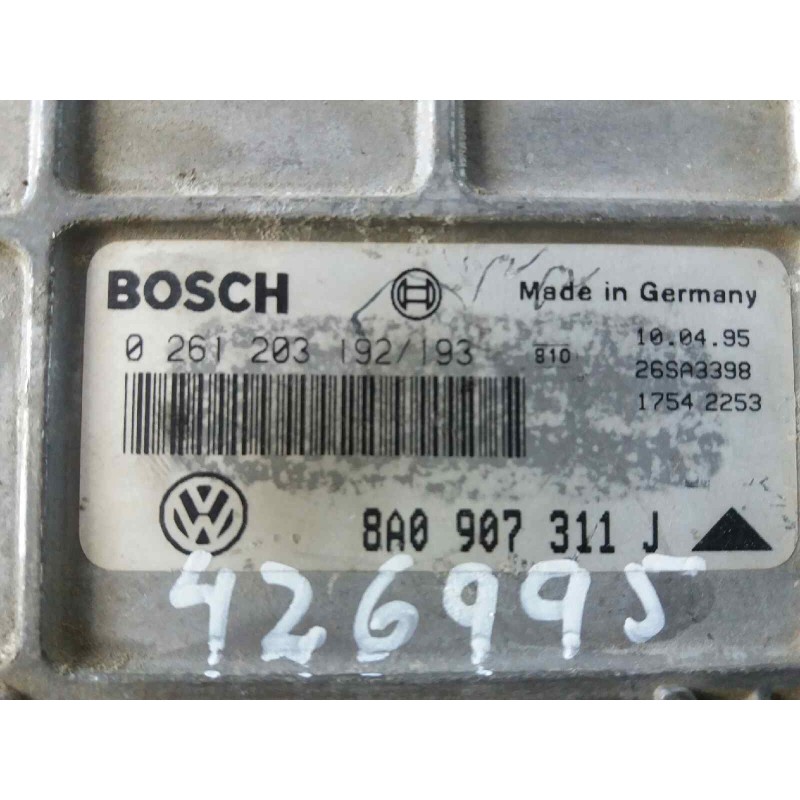 BOSCH
Made in Germany
0 261 203 192/193
810
10.04.95
26SA3398
1754 2253
8A0 907 311 J
426995